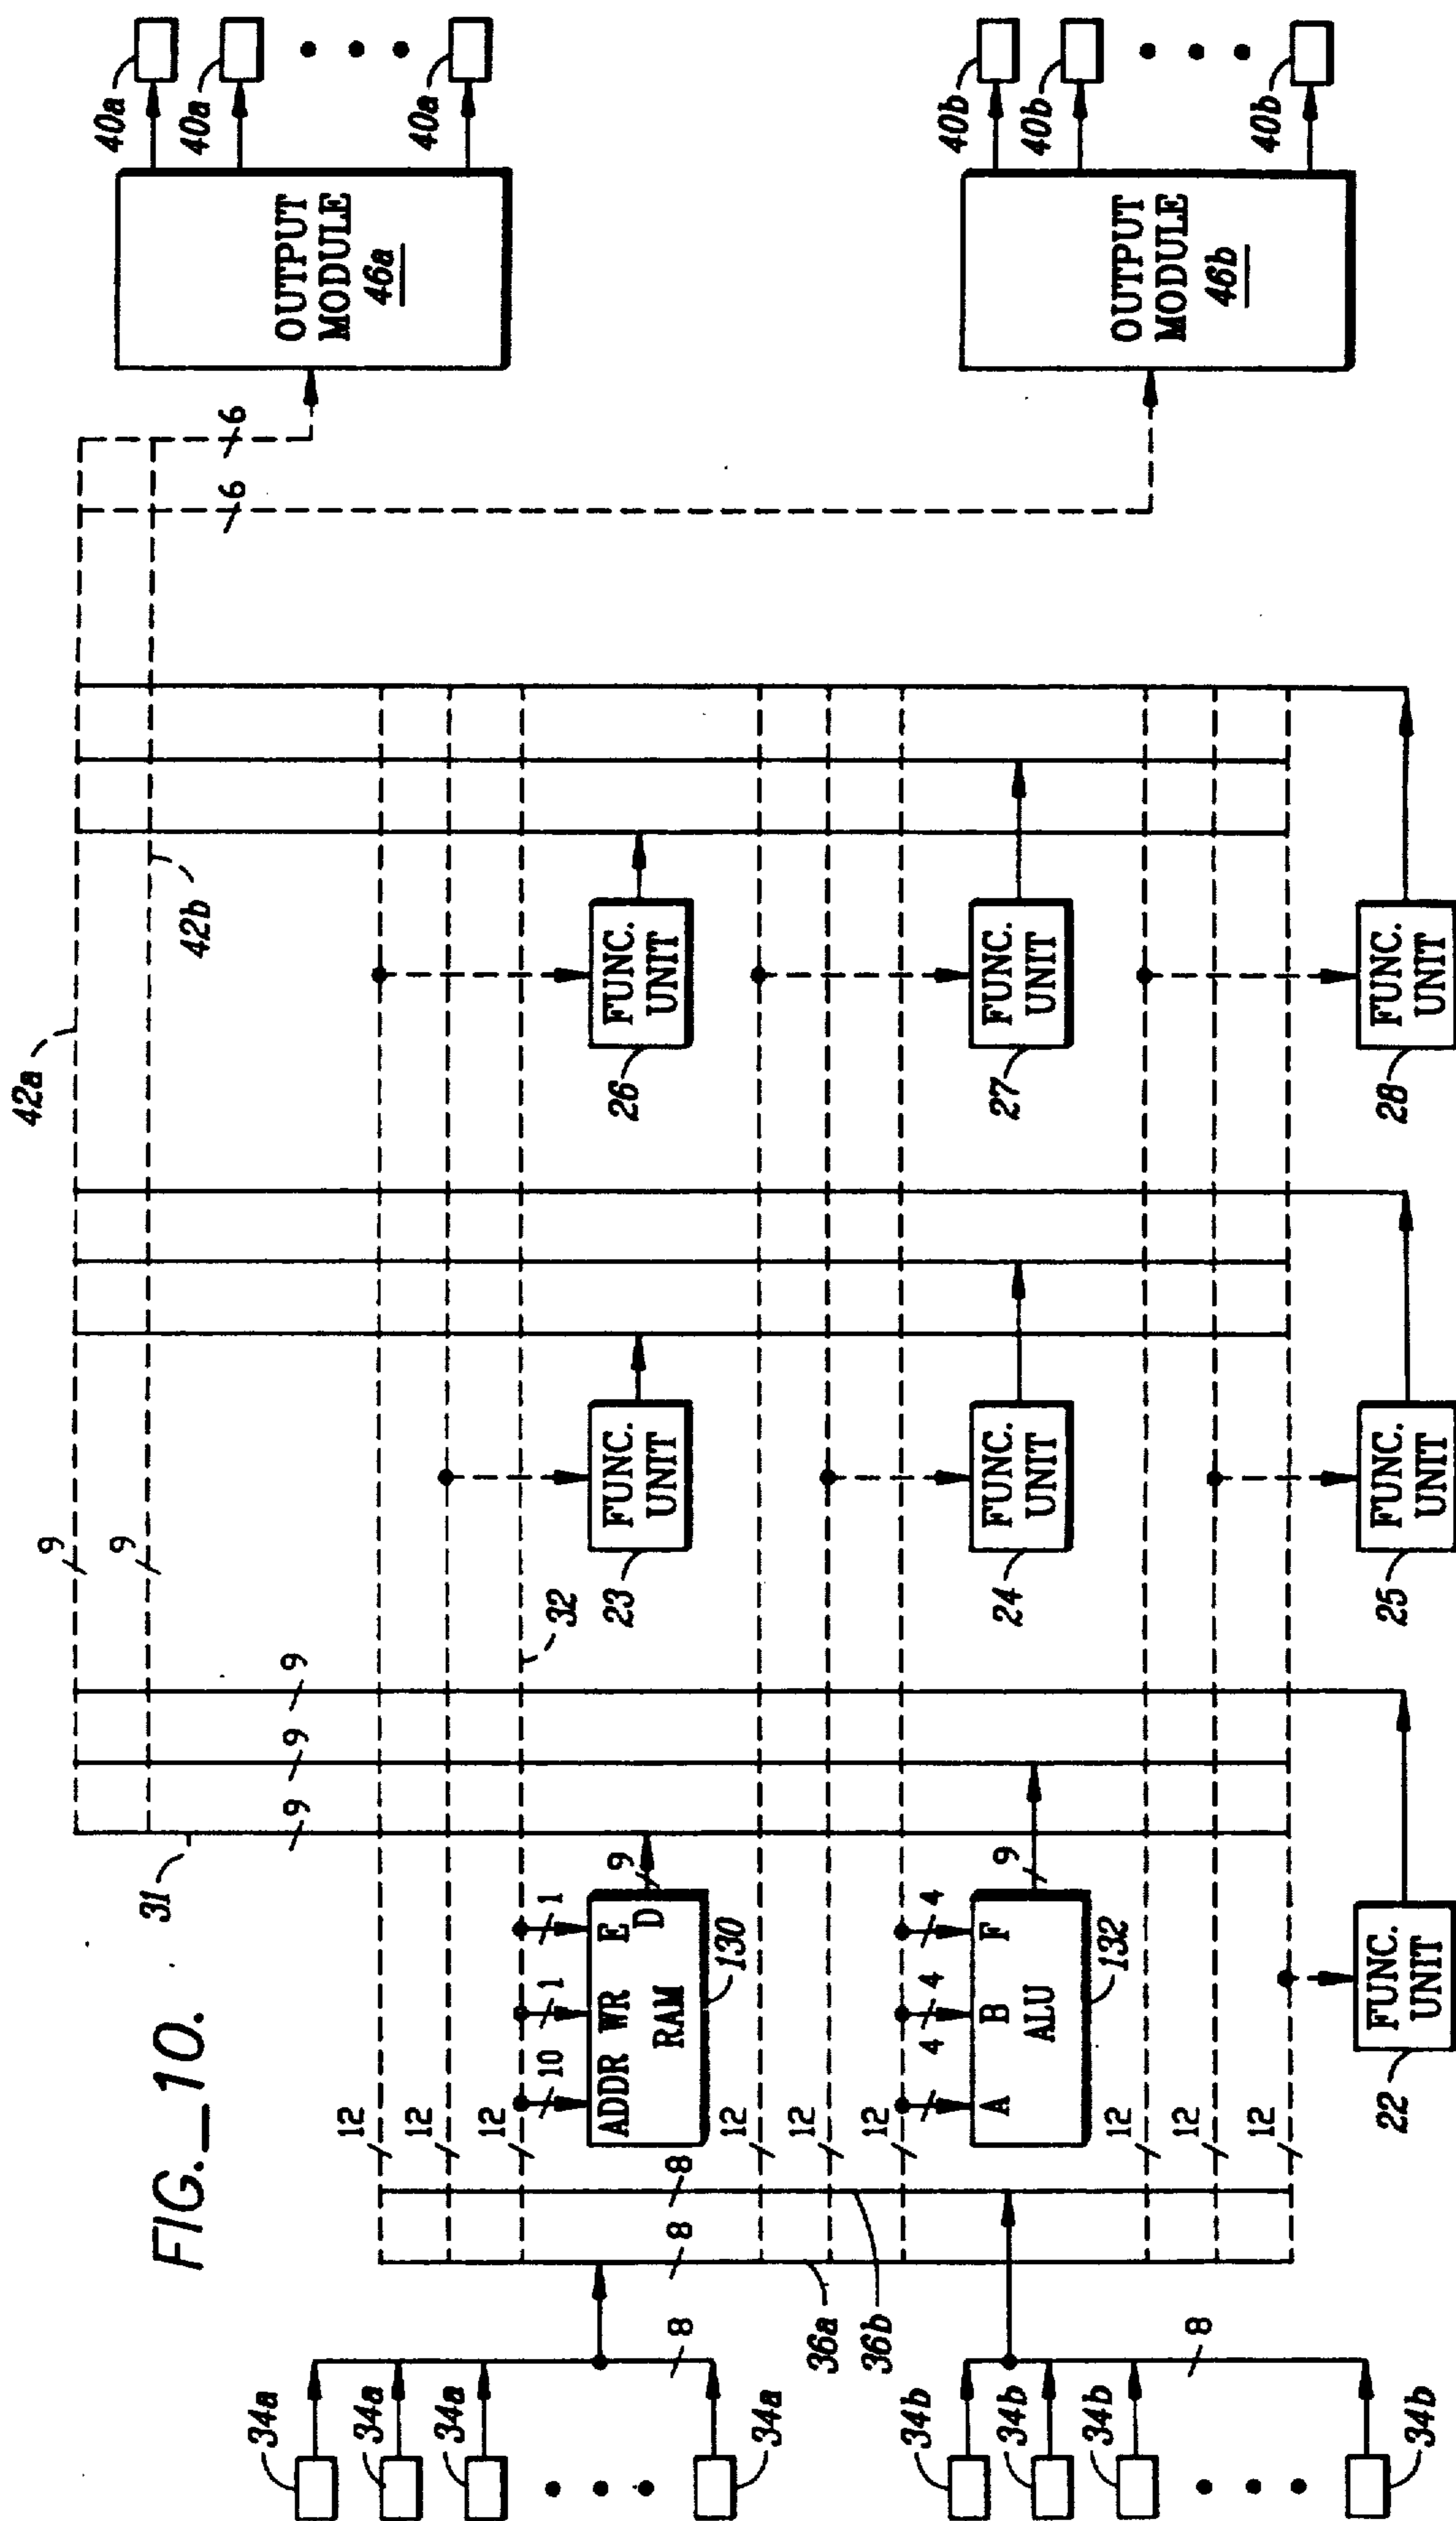 FIG._10.
42a
42b
31
9
9
9
9
9
6
6
34a
34a
34a
34a
8
12
12
12
10
1
1
ADDR WR E
D
RAM
130
9
32
FUNC.
UNIT
23
FUNC.
UNIT
26
OUTPUT
MODULE
46a
40a
40a
40a
8
8
36a
36b
12
12
12
4
4
4
A B F
ALU
132
9
FUNC.
UNIT
24
FUNC.
UNIT
27
34b
34b
34b
34b
8
12
12
12
FUNC.
UNIT
22
FUNC.
UNIT
25
FUNC.
UNIT
28
OUTPUT
MODULE
46b
40b
40b
40b